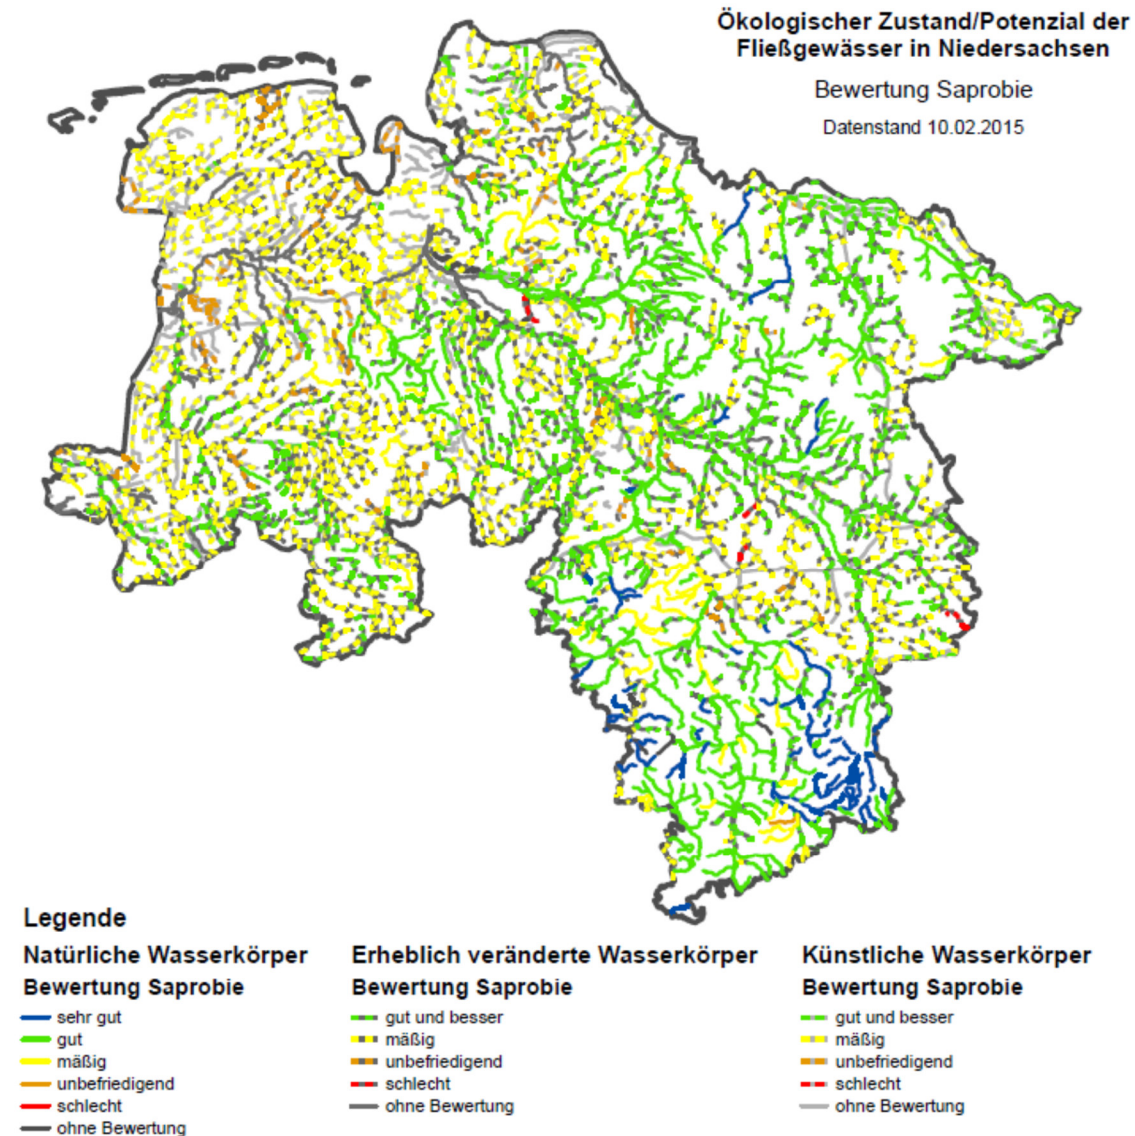 Ökologischer Zustand/Potenzial der
Fließgewässer in Niedersachsen
Bewertung Saprobie
Datenstand 10.02.2015
Legende
Natürliche Wasserkörper
Bewertung Saprobie
sehr gut
gut
mäßig
unbefriedigend
schlecht
ohne Bewertung
Erheblich veränderte Wasserkörper
Bewertung Saprobie
gut und besser
mäßig
unbefriedigend
schlecht
ohne Bewertung
Künstliche Wasserkörper
Bewertung Saprobie
gut und besser
mäßig
unbefriedigend
schlecht
ohne Bewertung